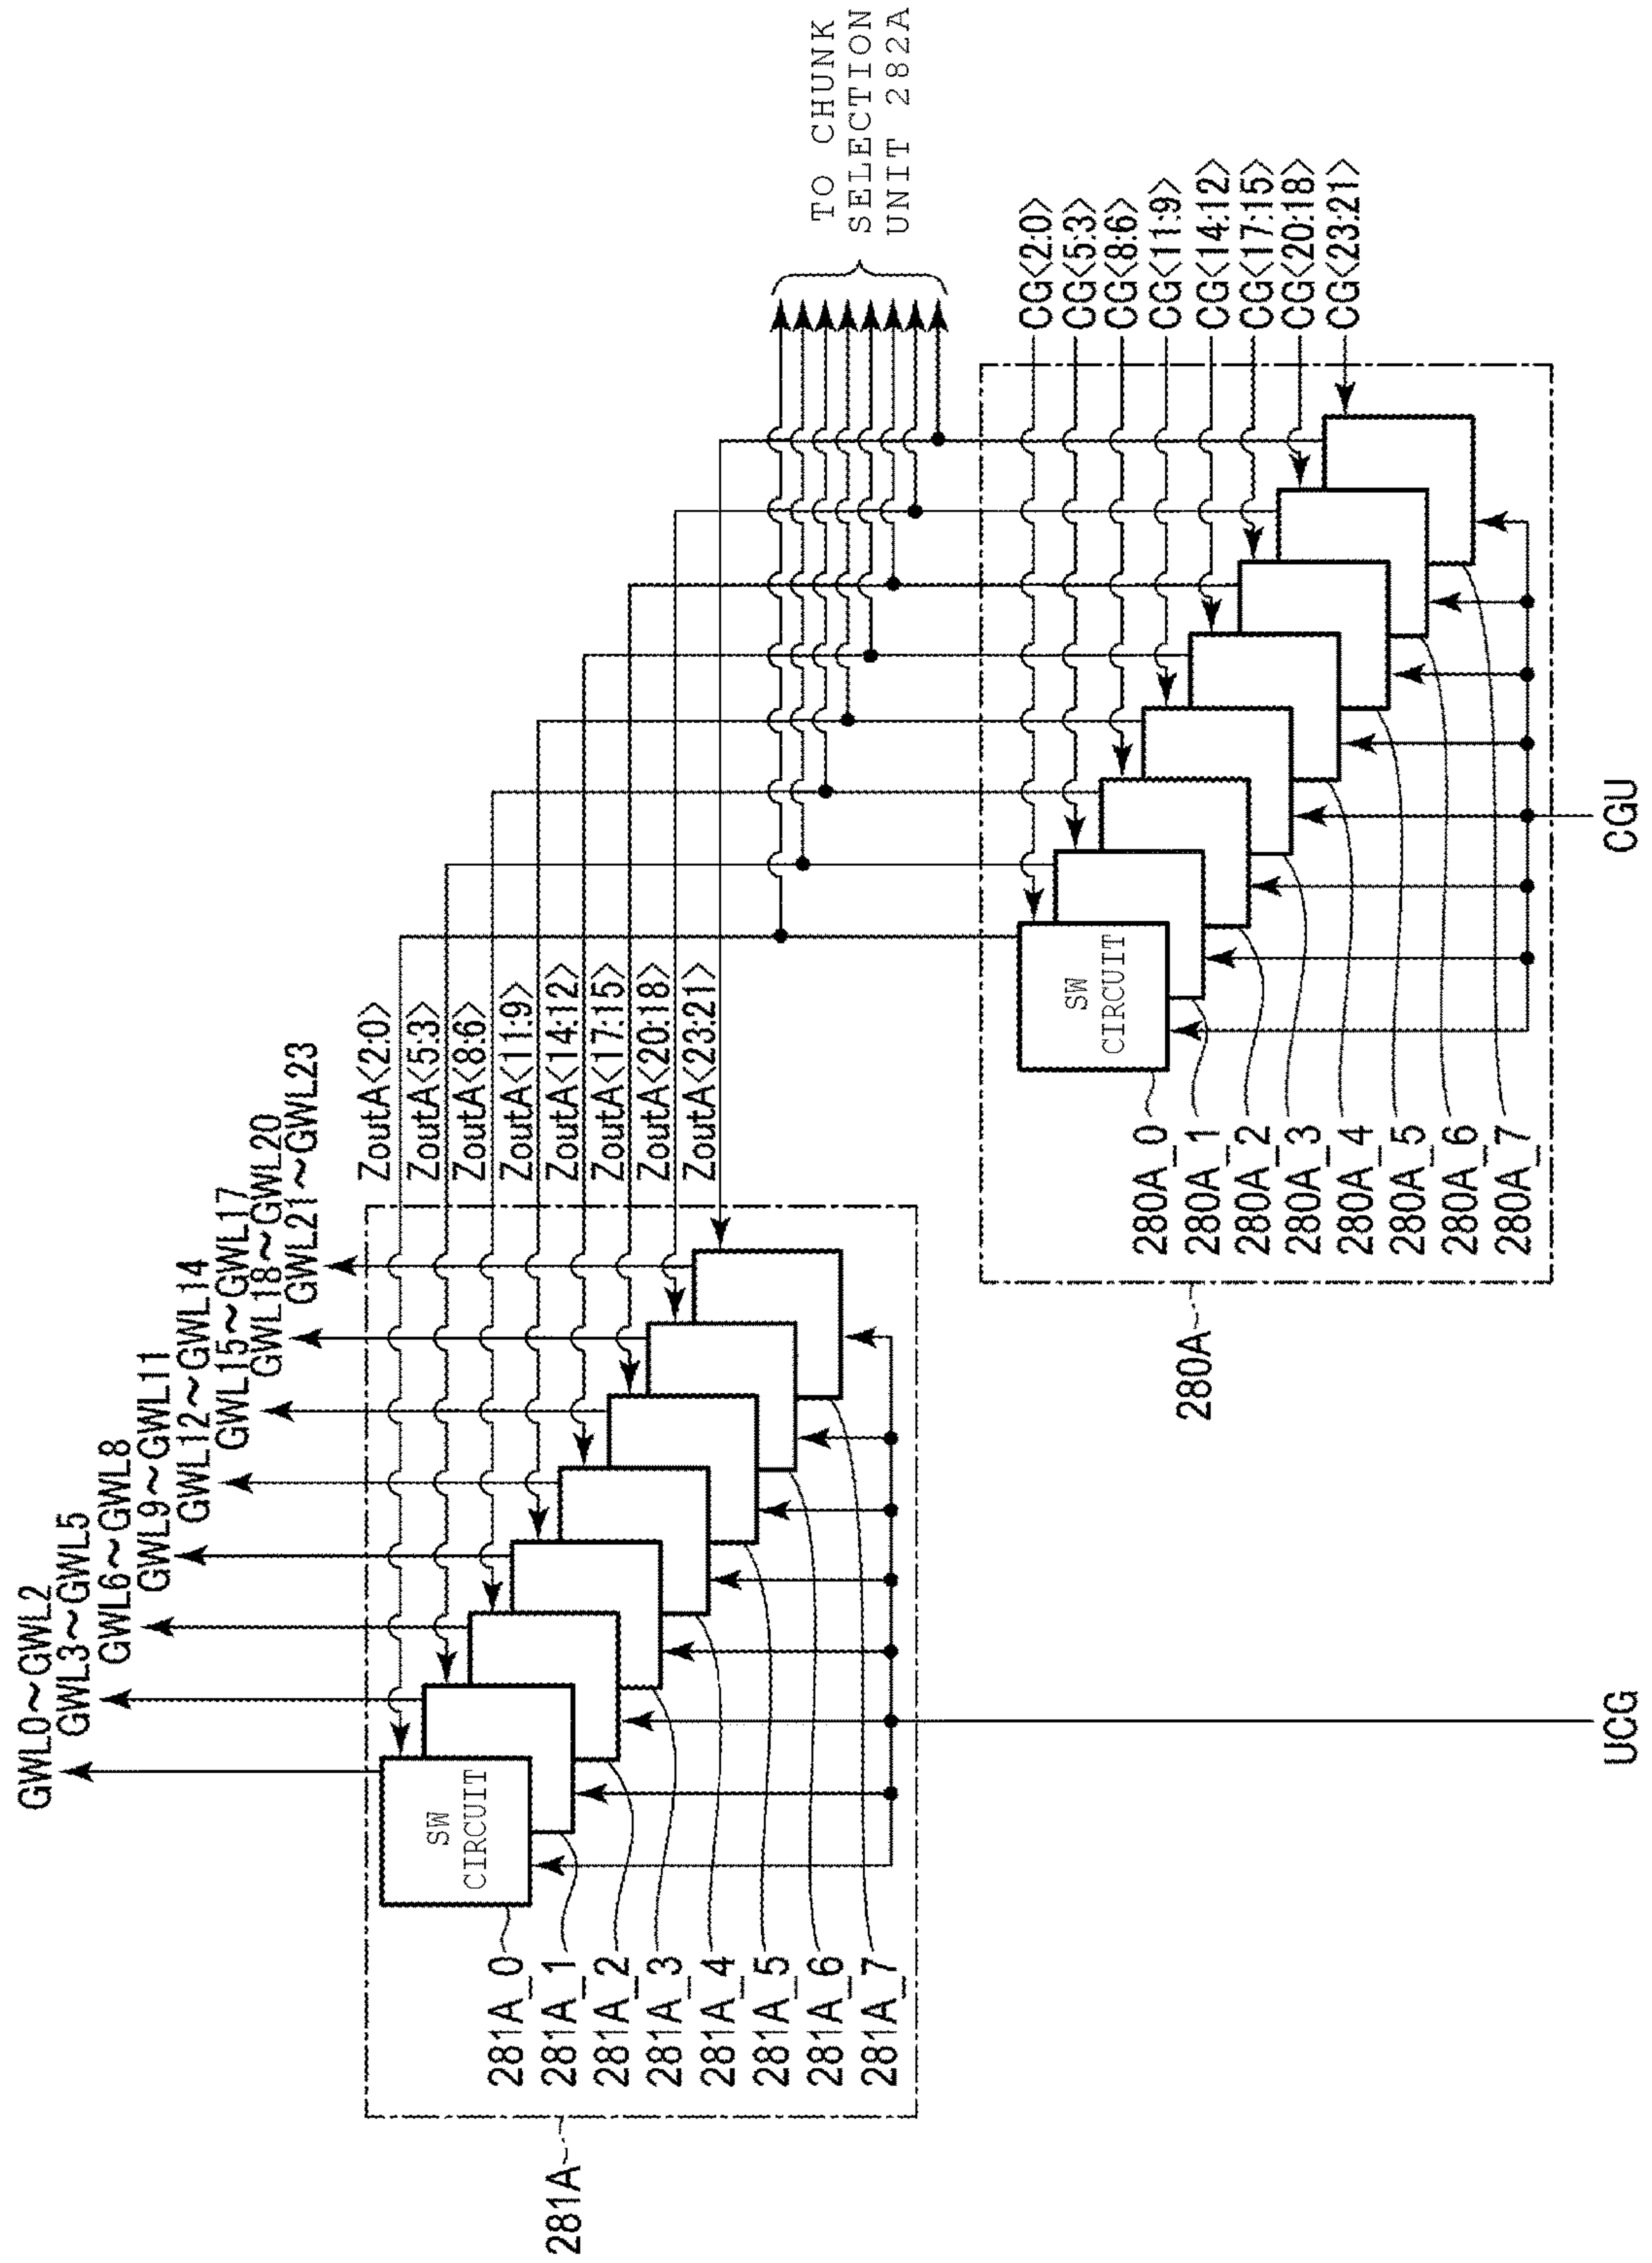 GWL0~GWL2
GWL3~GWL5
GWL6~GWL8
GWL9~GWL11
GWL12~GWL14
GWL15~GWL17
GWL18~GWL20
GWL21~GWL23
ZoutA<2:0>
ZoutA<5:3>
ZoutA<8:6>
ZoutA<11:9>
ZoutA<14:12>
ZoutA<17:15>
ZoutA<20:18>
ZoutA<23:21>
TO CHUNK
SELECTION
UNIT 282A
281A
281A_0
281A_1
281A_2
281A_3
281A_4
281A_5
281A_6
281A_7
SW
CIRCUIT
UCG
CG<2:0>
CG<5:3>
CG<8:6>
CG<11:9>
CG<14:12>
CG<17:15>
CG<20:18>
CG<23:21>
280A
280A_0
280A_1
280A_2
280A_3
280A_4
280A_5
280A_6
280A_7
SW
CIRCUIT
CGU